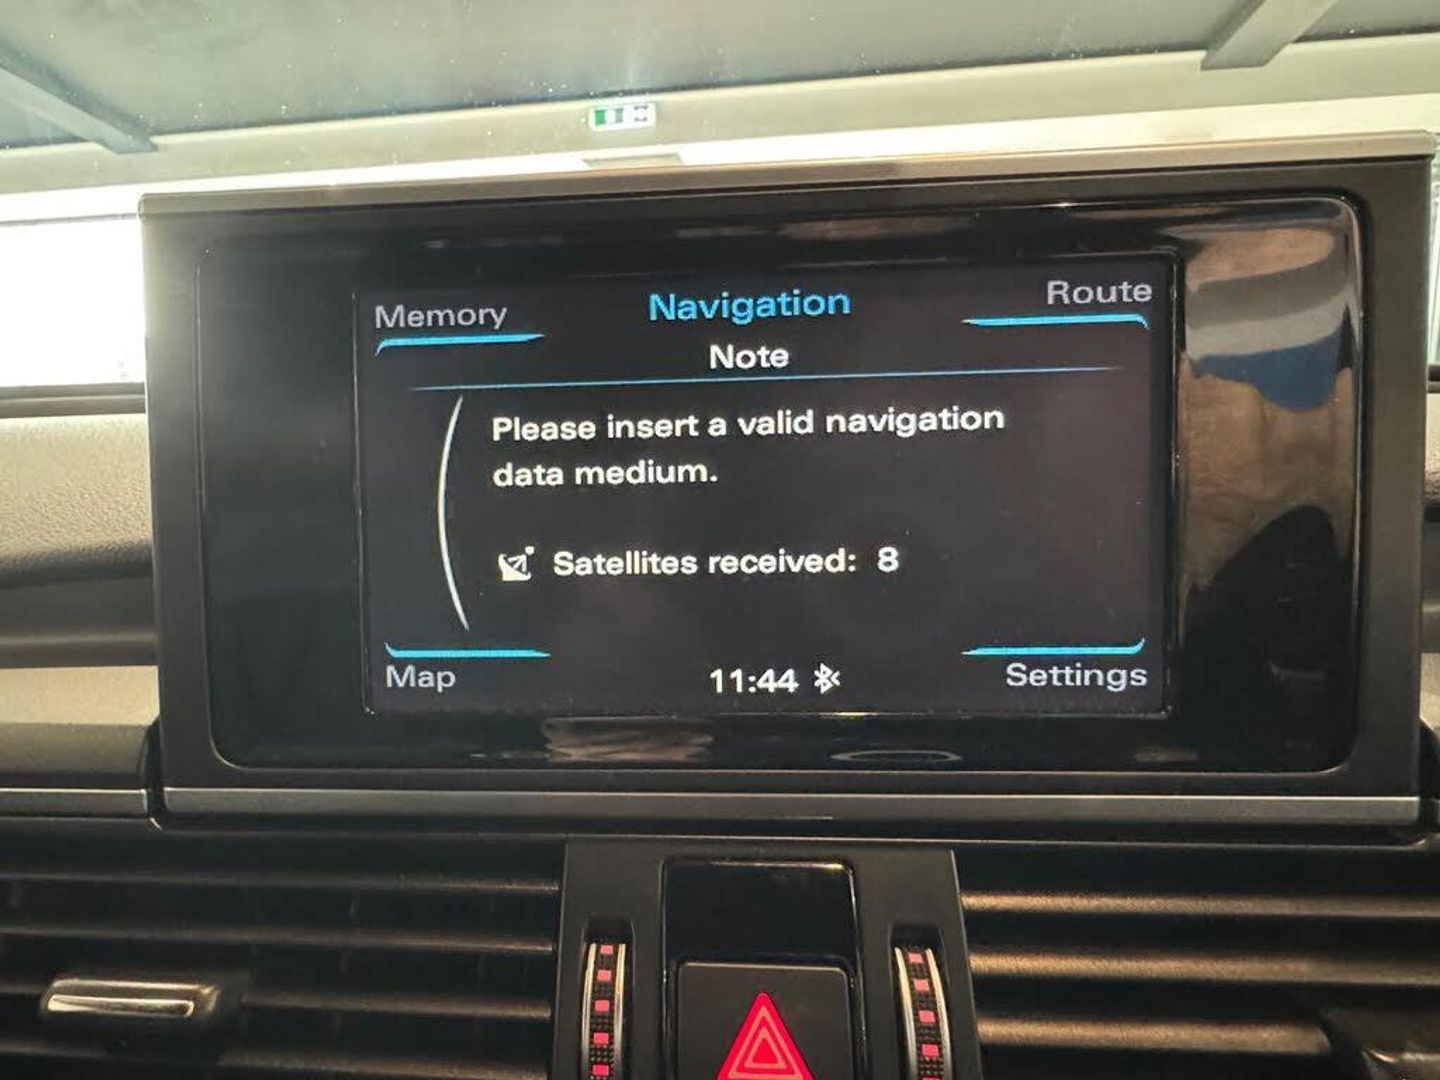 Memory
Navigation
Route
Note
Please insert a valid navigation
data medium.
Satellites received: 8
Map
11:44
Settings